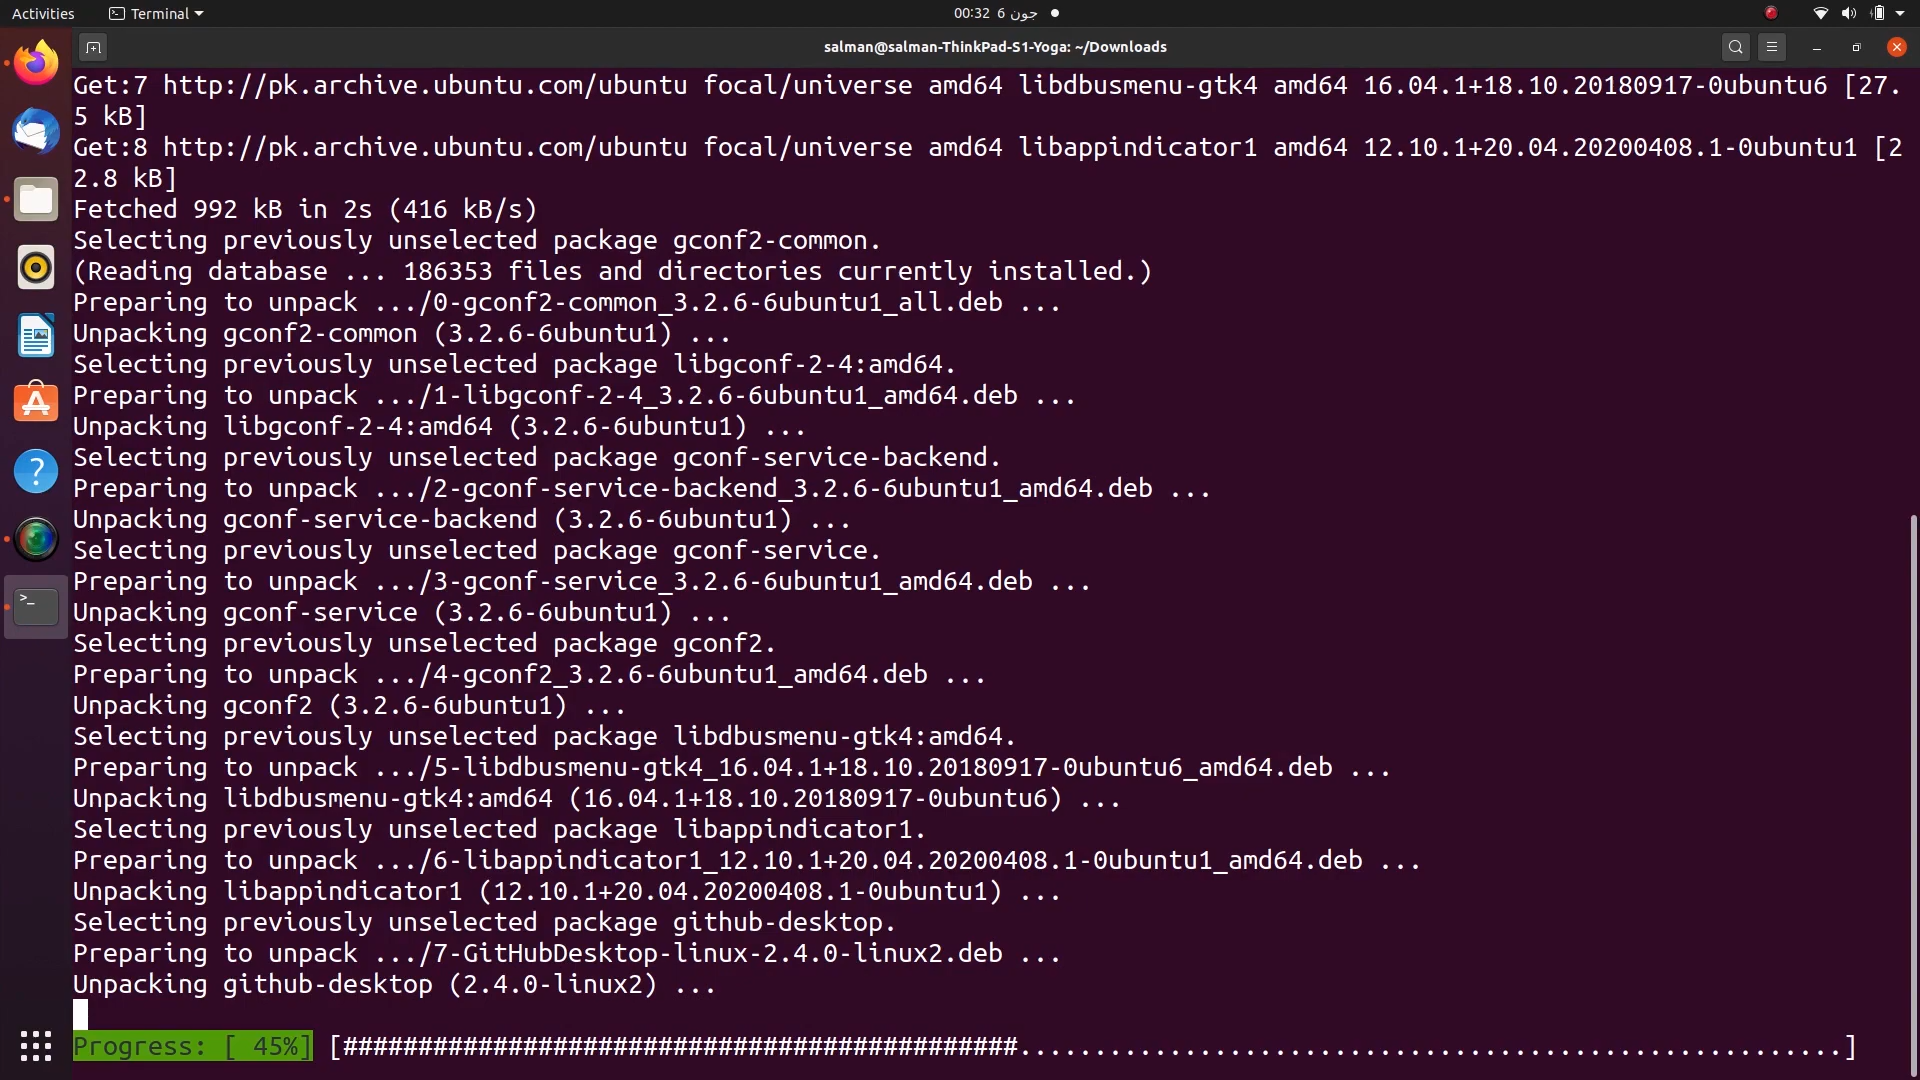 Activities
Terminal
00:32 6 جون
salman@salman-ThinkPad-S1-Yoga: ~/Downloads
Get:7 http://pk.archive.ubuntu.com/ubuntu focal/universe amd64 libdbusmenu-gtk4 amd64 16.04.1+18.10.20180917-0ubuntu6 [27.
5 kB]
Get:8 http://pk.archive.ubuntu.com/ubuntu focal/universe amd64 libappindicator1 amd64 12.10.1+20.04.20200408.1-0ubuntu1 [2
2.8 kB]
Fetched 992 kB in 2s (416 kB/s)
Selecting previously unselected package gconf2-common.
(Reading database ... 186353 files and directories currently installed.)
Preparing to unpack .../0-gconf2-common_3.2.6-6ubuntu1_all.deb ...
Unpacking gconf2-common (3.2.6-6ubuntu1) ...
Selecting previously unselected package libgconf-2-4:amd64.
Preparing to unpack .../1-libgconf-2-4_3.2.6-6ubuntu1_amd64.deb ...
Unpacking libgconf-2-4:amd64 (3.2.6-6ubuntu1) ...
Selecting previously unselected package gconf-service-backend.
Preparing to unpack .../2-gconf-service-backend_3.2.6-6ubuntu1_amd64.deb ...
Unpacking gconf-service-backend (3.2.6-6ubuntu1) ...
Selecting previously unselected package gconf-service.
Preparing to unpack .../3-gconf-service_3.2.6-6ubuntu1_amd64.deb ...
Unpacking gconf-service (3.2.6-6ubuntu1) ...
Selecting previously unselected package gconf2.
Preparing to unpack .../4-gconf2_3.2.6-6ubuntu1_amd64.deb ...
Unpacking gconf2 (3.2.6-6ubuntu1) ...
Selecting previously unselected package libdbusmenu-gtk4:amd64.
Preparing to unpack .../5-libdbusmenu-gtk4_16.04.1+18.10.20180917-0ubuntu6_amd64.deb ...
Unpacking libdbusmenu-gtk4:amd64 (16.04.1+18.10.20180917-0ubuntu6) ...
Selecting previously unselected package libappindicator1.
Preparing to unpack .../6-libappindicator1_12.10.1+20.04.20200408.1-0ubuntu1_amd64.deb ...
Unpacking libappindicator1 (12.10.1+20.04.20200408.1-0ubuntu1) ...
Selecting previously unselected package github-desktop.
Preparing to unpack .../7-GitHubDesktop-linux-2.4.0-linux2.deb ...
Unpacking github-desktop (2.4.0-linux2) ...
Progress: [ 45%] [#############################################.......................................................]